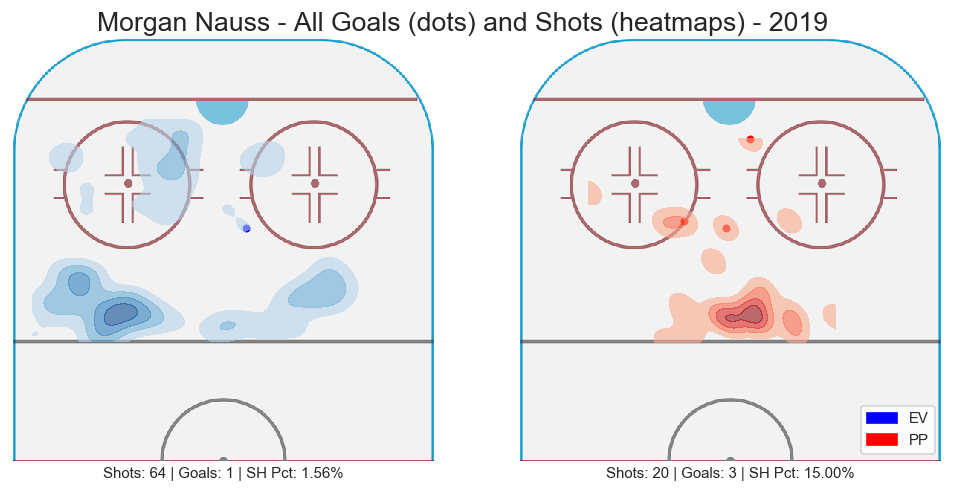 Morgan Nauss - All Goals (dots) and Shots (heatmaps) - 2019
EV
PP
Shots: 64 | Goals: 1 | SH Pct: 1.56%
Shots: 20 | Goals: 3 | SH Pct: 15.00%